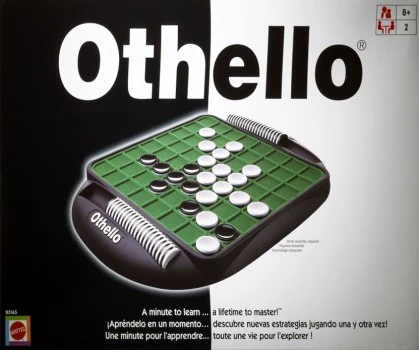 8+
2
Othello®
Othello
A minute to learn ... a lifetime to master!™
¡Apréndelo en un momento... descubre nuevas estrategias jugando una y otra vez!
Une minute pour l'apprendre... toute une vie pour l'explorer !
MATTEL